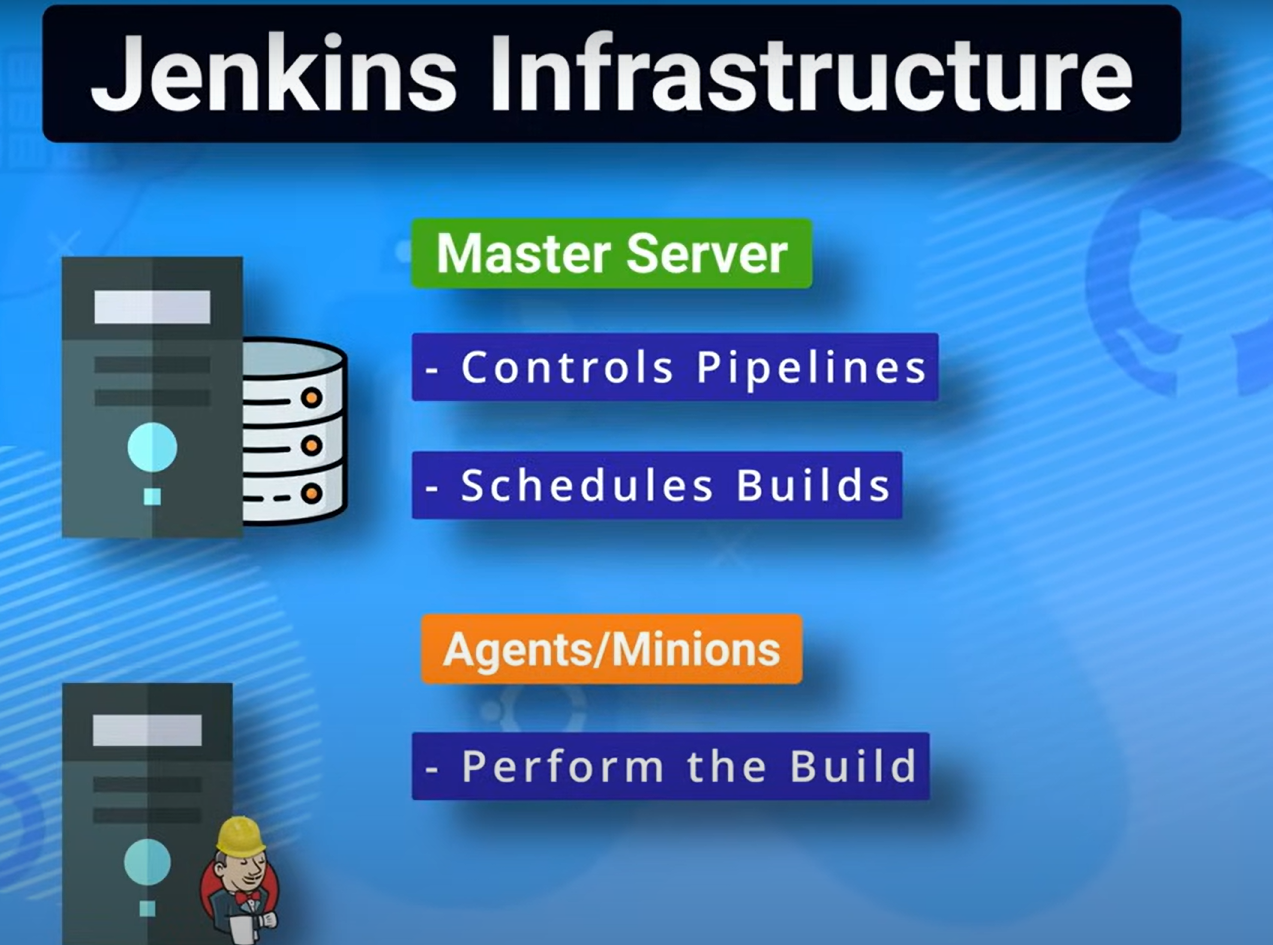 Jenkins Infrastructure
Master Server
- Controls Pipelines
- Schedules Builds
Agents/Minions
- Perform the Build